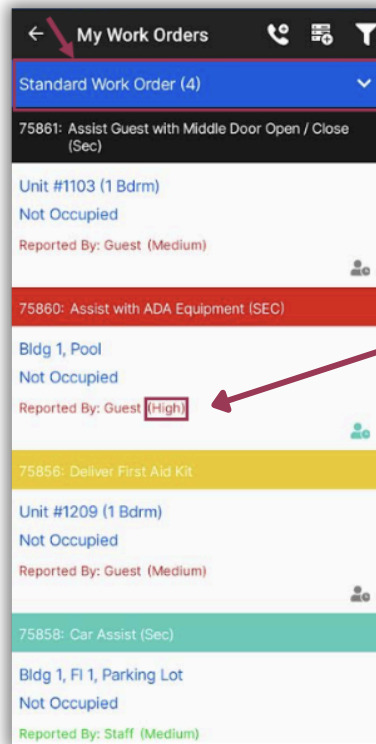 My Work Orders
Standard Work Order (4)
75861: Assist Guest with Middle Door Open / Close
(Sec)
Unit #1103 (1 Bdrm)
Not Occupied
Reported By: Guest (Medium)
75860: Assist with ADA Equipment (SEC)
Bldg 1, Pool
Not Occupied
Reported By: Guest (High)
75856: Deliver First Aid Kit
Unit #1209 (1 Bdrm)
Not Occupied
Reported By: Guest (Medium)
75858: Car Assist (Sec)
Bldg 1, Fl 1, Parking Lot
Not Occupied
Reported By: Staff (Medium)